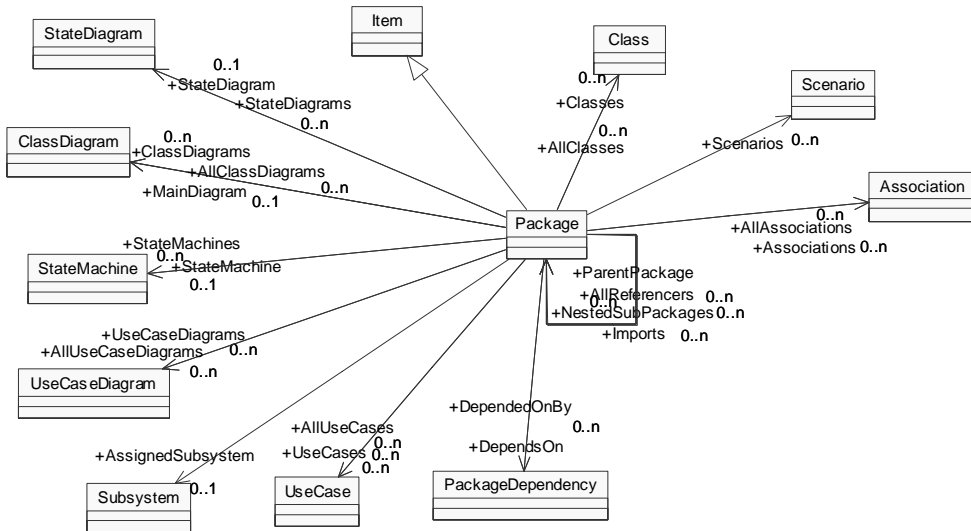 Item
StateDiagram
Class
0..1
+StateDiagram
0..n
Scenario
+StateDiagrams
+Classes
0..n
ClassDiagram
0..n
0..n
+ClassDiagrams
+AllClasses
+Scenarios
0..n
+AllClassDiagrams
0..n
+MainDiagram
0..1
Association
Package
0..n
+AllAssociations
+StateMachines
+Associations
0..n
0..n
StateMachine
+StateMachine
0..1
+ParentPackage
+AllReferencers
0..n
0..n
+NestedSubPackages
0..n
+UseCaseDiagrams
+Imports
0..n
+AllUseCaseDiagrams
0..n
0..n
UseCaseDiagram
+DependedOnBy
0..n
+AllUseCases
0..n
+DependsOn
+UseCases
0..n
+AssignedSubsystem
0..n
0..1
Subsystem
UseCase
PackageDependency